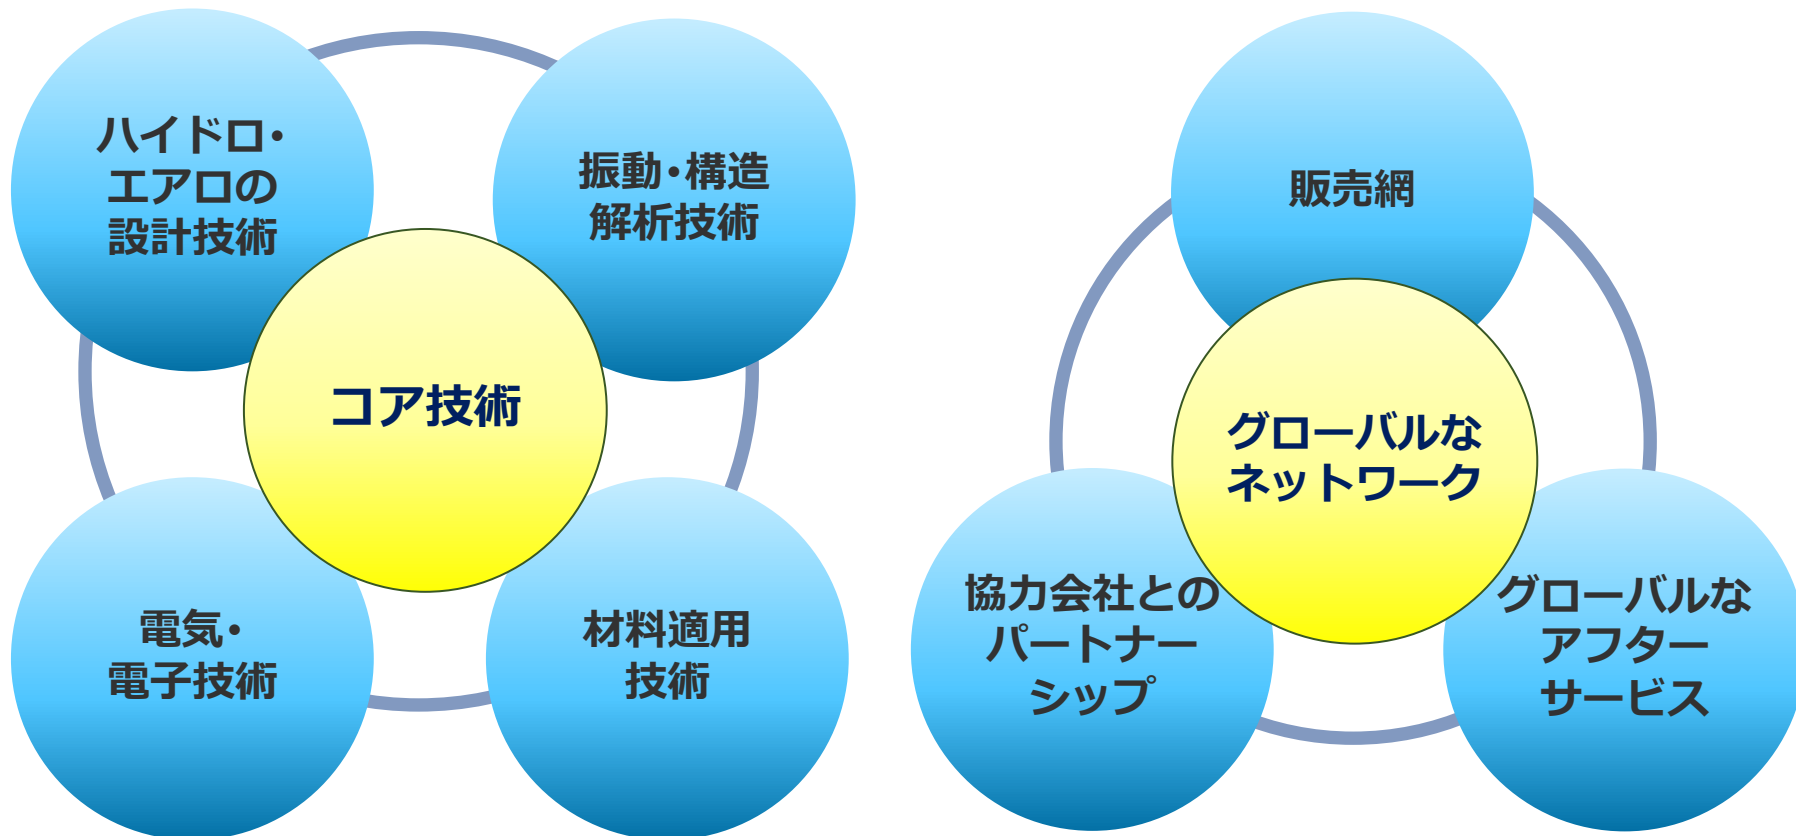 ハイドロ・
エアロの
設計技術
振動・構造
解析技術
コア技術
電気・
電子技術
材料適用
技術
販売網
グローバルな
ネットワーク
協力会社との
パートナー
シップ
グローバルな
アフター
サービス